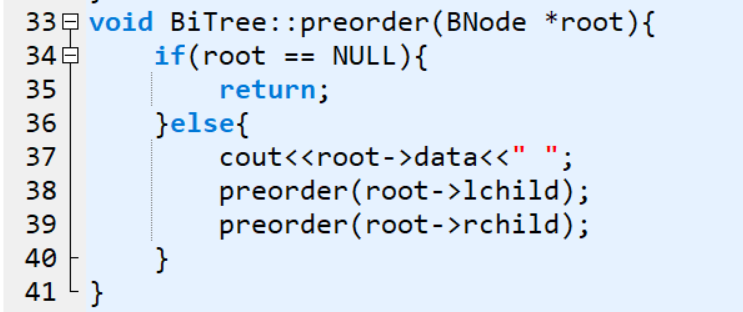 33 void BiTree::preorder(BNode *root){
34 if(root == NULL){
35 return;
36 }else{
37 cout<<root->data<<" ";
38 preorder(root->lchild);
39 preorder(root->rchild);
40 }
41 }